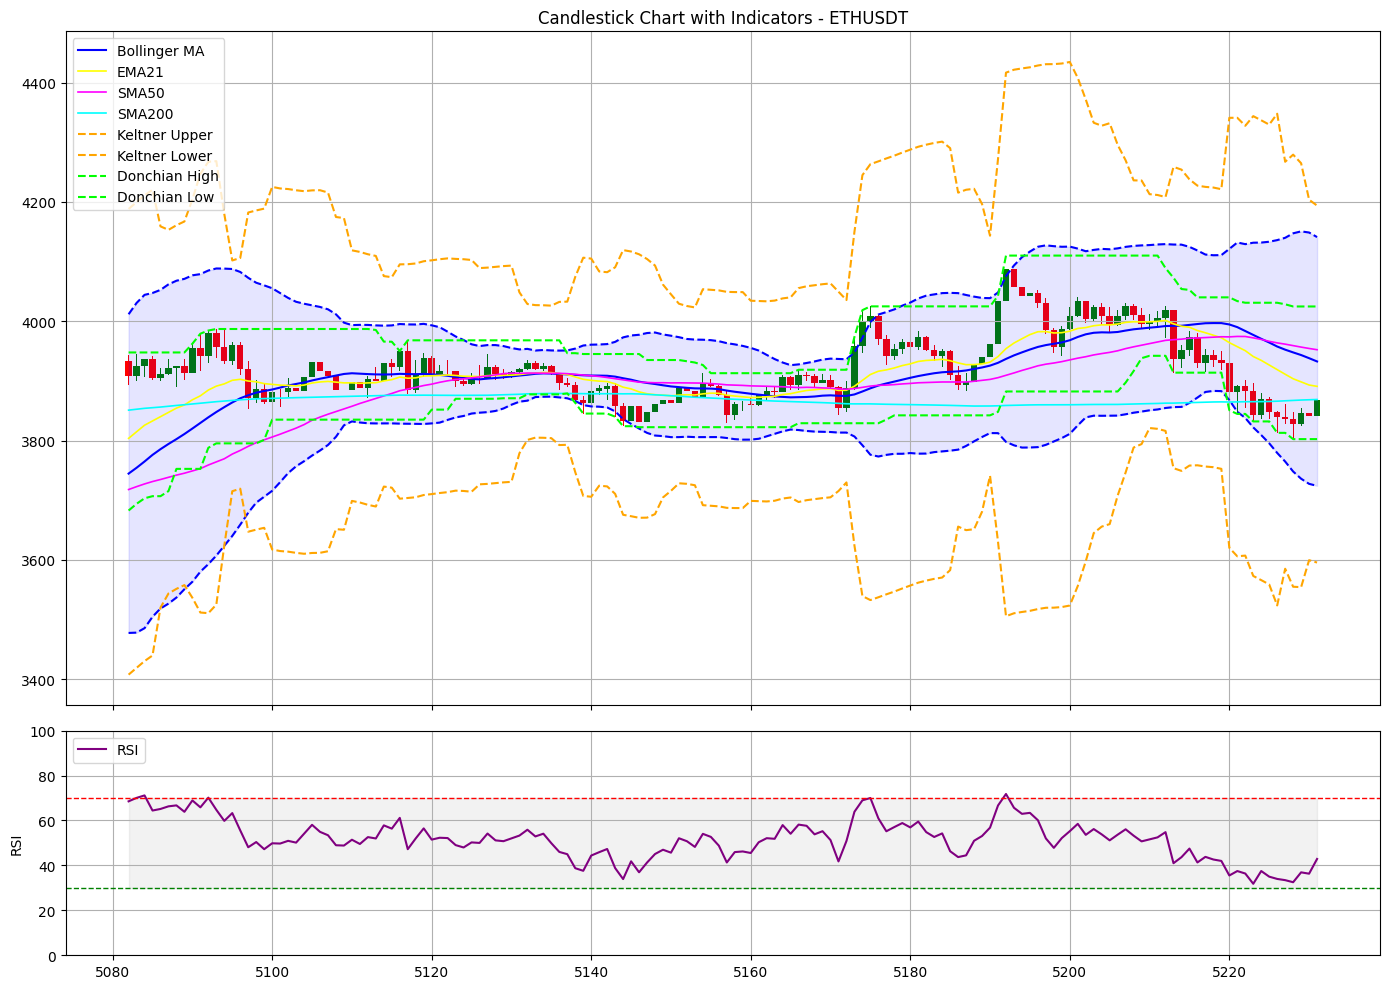 Candlestick Chart with Indicators - ETHUSDT
Bollinger MA
EMA21
SMA50
SMA200
Keltner Upper
Keltner Lower
Donchian High
Donchian Low
4400
4200
4000
3800
3600
3400
RSI
100
80
60
40
20
0
RSI
5080
5100
5120
5140
5160
5180
5200
5220